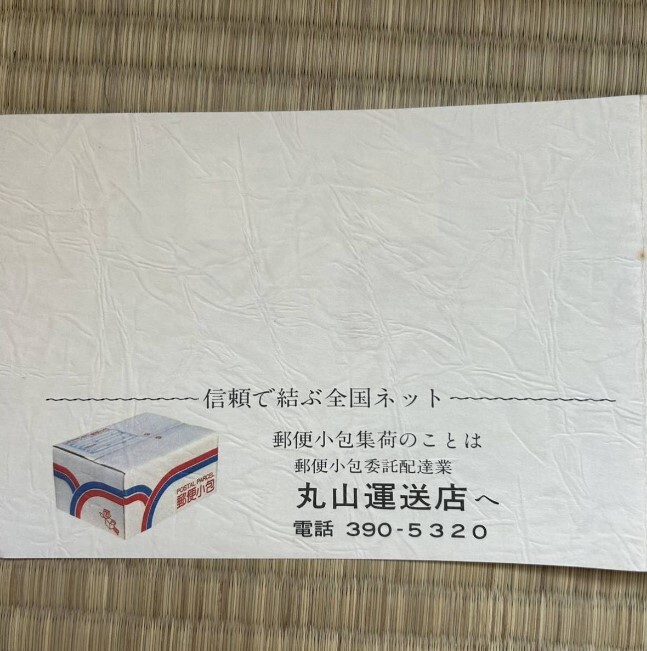 信頼で結ぶ全国ネット
郵便小包集荷のことは
郵便小包委託配達業
丸山運送店へ
電話 390-5320
POSTAL PARCEL
郵便小包